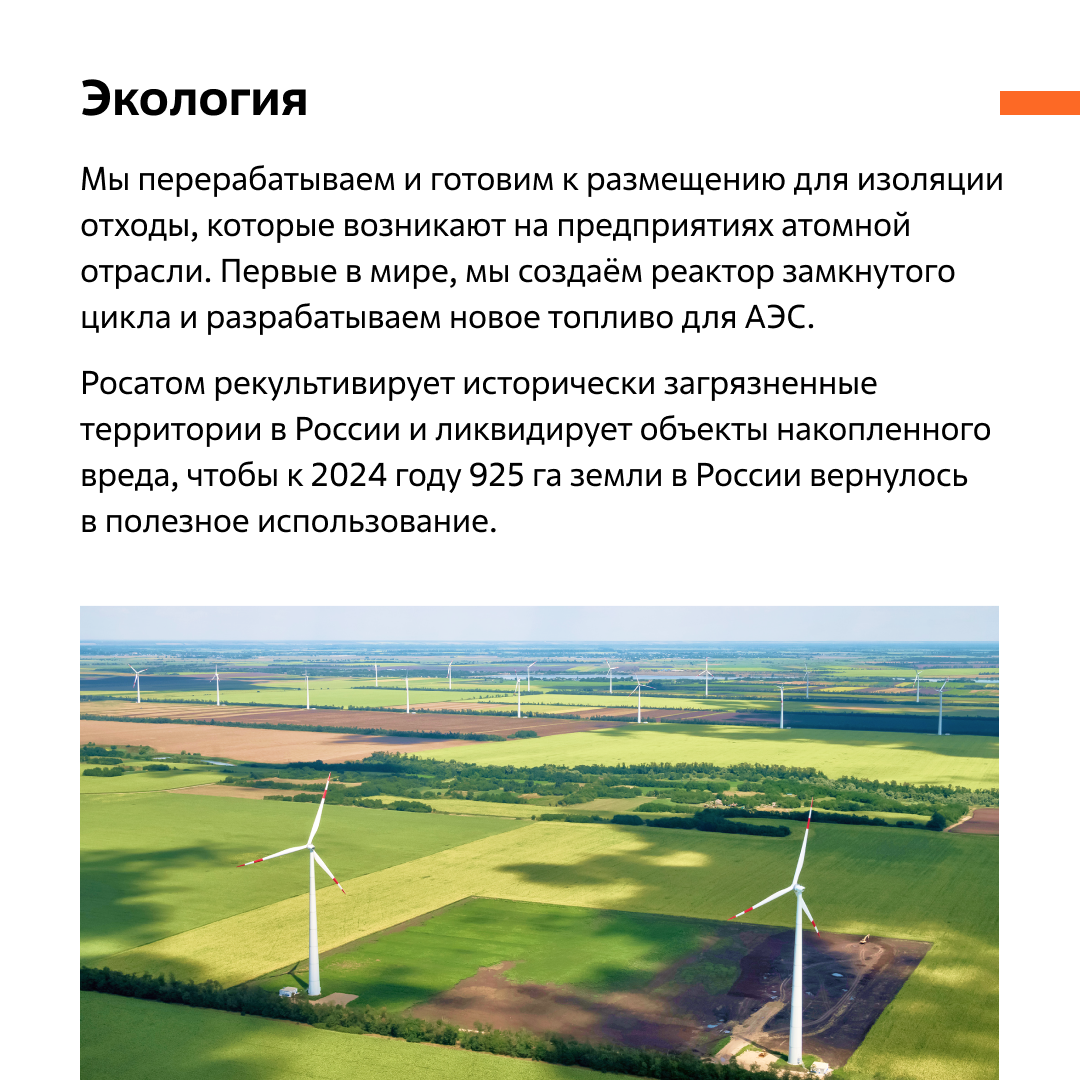 Экология
Мы перерабатываем и готовим к размещению для изоляции
отходы, которые возникают на предприятиях атомной
отрасли. Первые в мире, мы создаём реактор замкнутого
цикла и разрабатываем новое топливо для АЭС.
Росатом рекультивирует исторически загрязненные
территории в России и ликвидирует объекты накопленного
вреда, чтобы к 2024 году 925 га земли в России вернулось
в полезное использование.